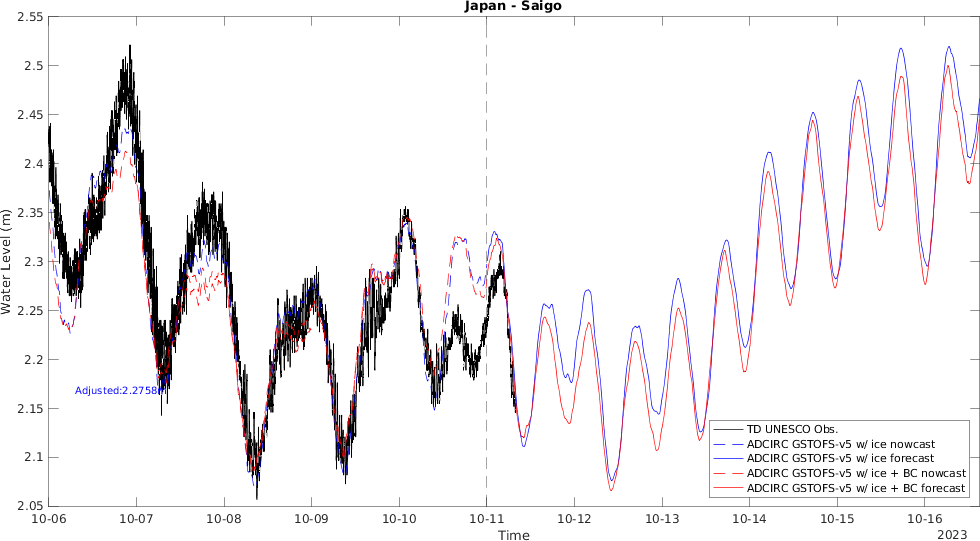 Japan - Saigo
2.55
2.5
2.45
2.4
2.35
2.3
2.25
2.2
2.15
2.1
2.05
Water Level (m)
TD UNESCO Obs.
ADCIRC GSTOFS-v5 w/ ice nowcast
ADCIRC GSTOFS-v5 w/ ice forecast
ADCIRC GSTOFS-v5 w/ ice + BC nowcast
ADCIRC GSTOFS-v5 w/ ice + BC forecast
10-06 10-07 10-08 10-09 10-10 10-11 10-12 10-13 10-14 10-15 10-16
Time
2023